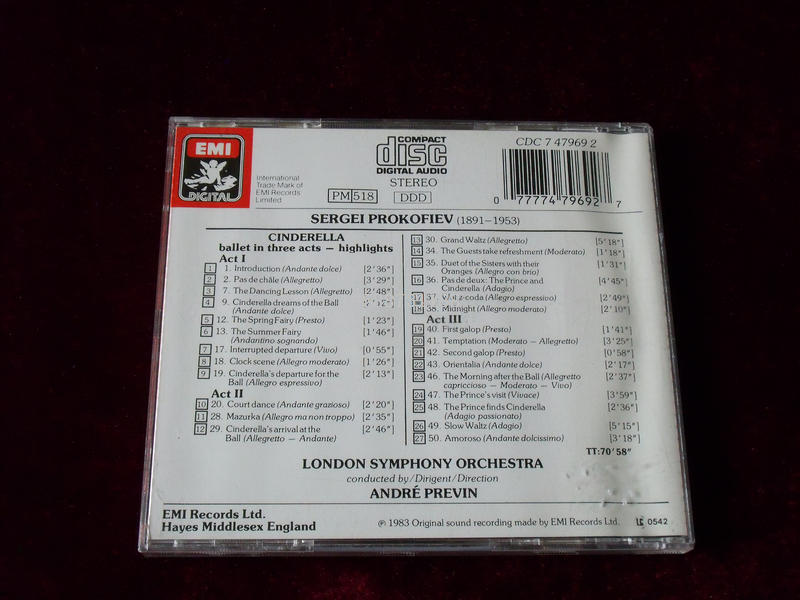 EMI
DIGITAL
International
Trade Mark of
EMI Records
Limited
COMPACT
disc
DIGITAL AUDIO
STEREO
PM 518
DDD
CDC 7 47969 2
0 77774 79692 7
SERGEI PROKOFIEV (1891–1953)
CINDERELLA
ballet in three acts – highlights
Act I
1 1. Introduction (Andante dolce) [2'36"]
2 2. Pas de châle (Allegretto) [3'29"]
3 7. The Dancing Lesson (Allegretto) [2'48"]
4 9. Cinderella dreams of the Ball
(Andante dolce)
5 12. The Spring Fairy (Presto) [1'23"]
6 13. The Summer Fairy [1'46"]
(Andantino sognando)
7 17. Interrupted departure (Vivo) [0'55"]
8 18. Clock scene (Allegro moderato) [1'26"]
9 19. Cinderella's departure for the [2'13"]
Ball (Allegro espressivo)
Act II
10 20. Court dance (Andante grazioso) [2'20"]
11 28. Mazurka (Allegro ma non troppo) [2'35"]
12 29. Cinderella's arrival at the [2'46"]
Ball (Allegretto – Andante)
13 30. Grand Waltz (Allegretto) [5'18"]
14 34. The Guests take refreshment (Moderato) [1'18"]
15 35. Duet of the Sisters with their [1'31"]
Oranges (Allegro con brio)
16 36. Pas de deux: The Prince and [4'45"]
Cinderella (Adagio)
17 37. Waltz-coda (Allegro espressivo) [2'49"]
18 38. Midnight (Allegro moderato) [2'10"]
Act III
19 40. First galop (Presto) [1'41"]
20 41. Temptation (Moderato – Allegretto) [3'25"]
21 42. Second galop (Presto) [0'58"]
22 43. Orientalia (Andante dolce) [2'17"]
23 46. The Morning after the Ball (Allegretto [2'37"]
capriccioso – Moderato – Vivo)
24 47. The Prince's visit (Vivace) [3'59"]
25 48. The Prince finds Cinderella [2'36"]
(Adagio passionato)
26 49. Slow Waltz (Adagio) [5'15"]
27 50. Amoroso (Andante dolcissimo) [3'18"]
TT:70'58"
LONDON SYMPHONY ORCHESTRA
conducted by/Dirigent/Direction
ANDRÉ PREVIN
EMI Records Ltd.
Hayes Middlesex England
℗ 1983 Original sound recording made by EMI Records Ltd.
LC 0542